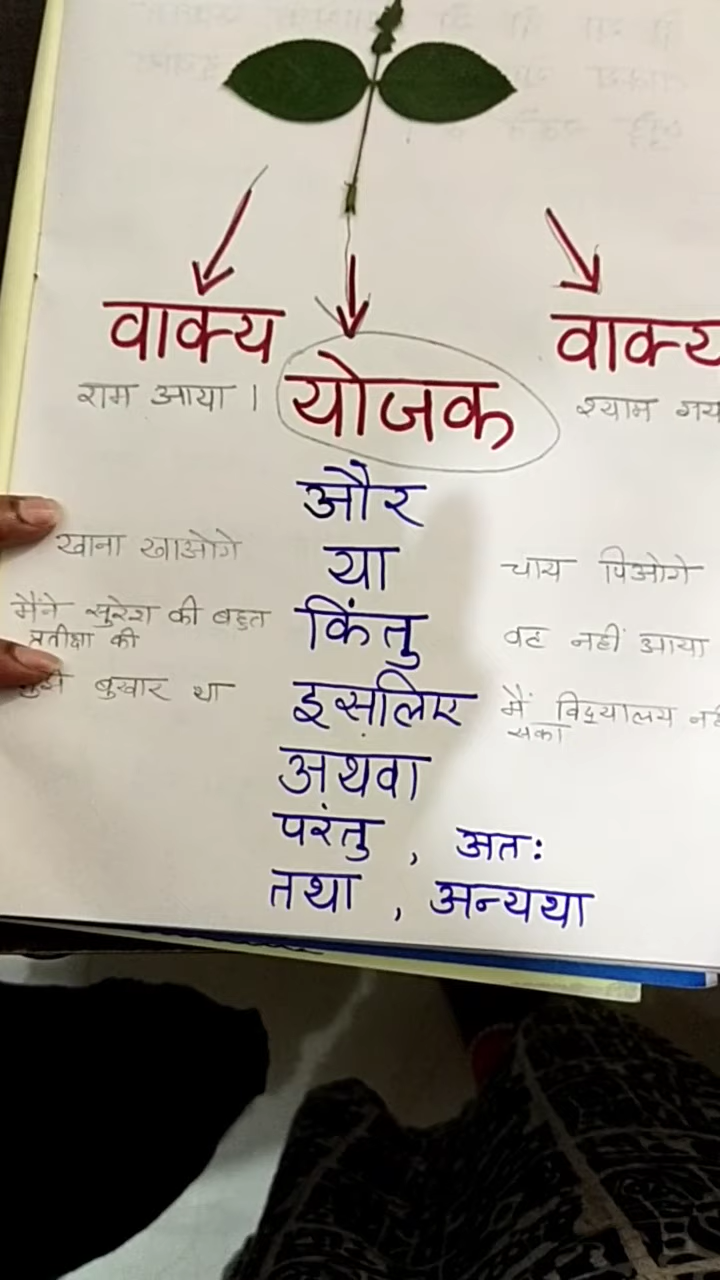 वाक्य वाक्य
राम आया । योजक श्याम
और
खाना खाओगे या चाय पिओगे
मैंने सुरेश की बहुत प्रतीक्षा की किंतु वह नहीं आया
बुखार था इसलिए मैं विद्यालय सका
अथवा
परंतु , अतः
तथा , अन्यथा